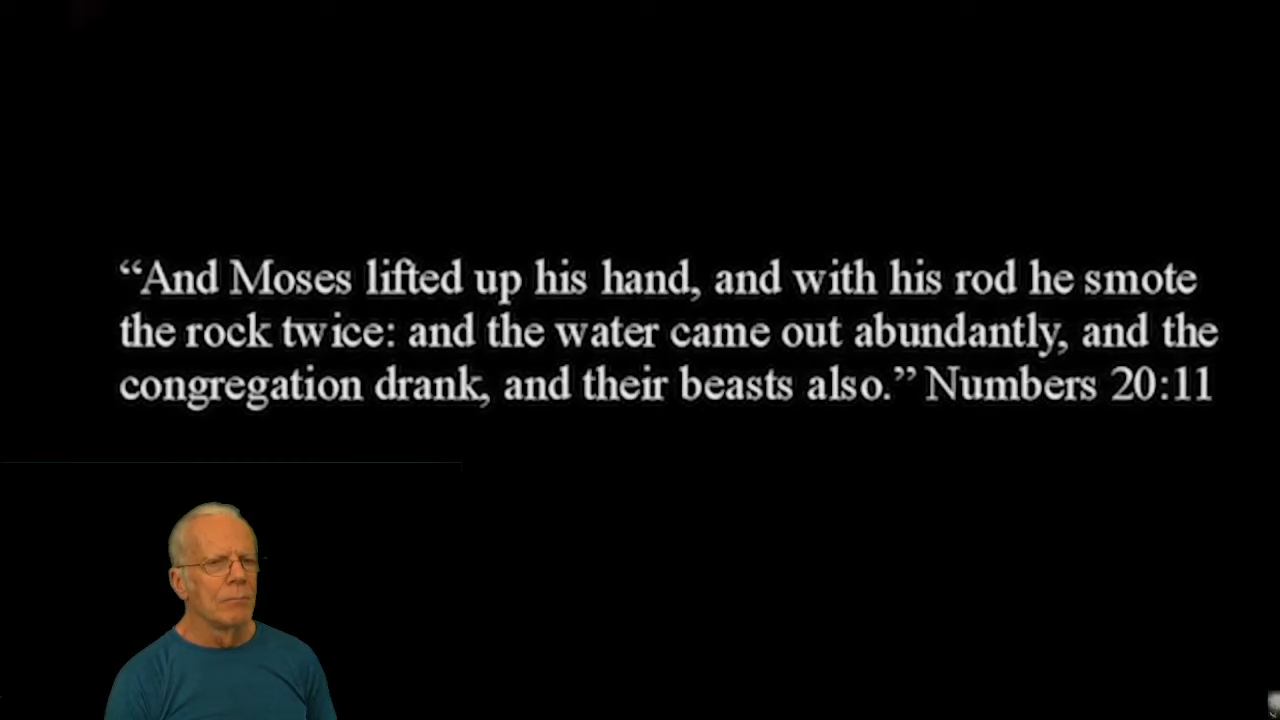 “And Moses lifted up his hand, and with his rod he smote
the rock twice: and the water came out abundantly, and the
congregation drank, and their beasts also.” Numbers 20:11